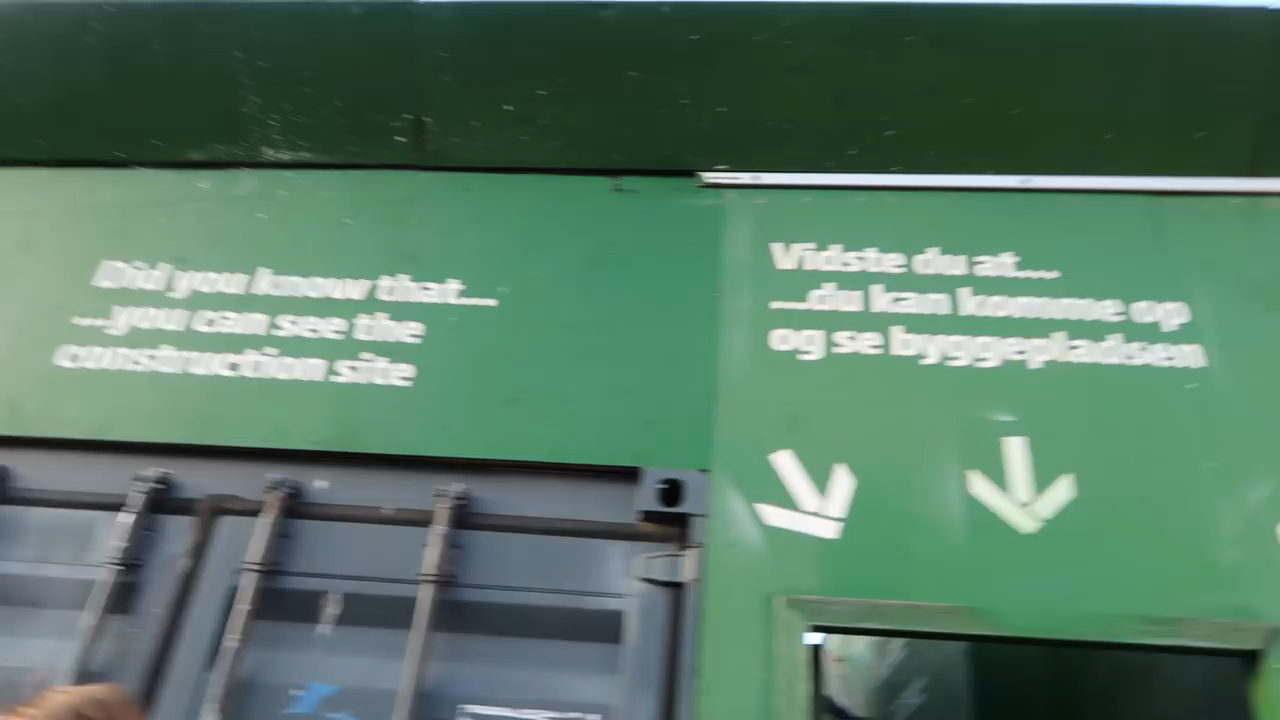 Did you know that....
....you can see the
construction site
Vidste du at....
....du kan komme op
og se byggepladsen